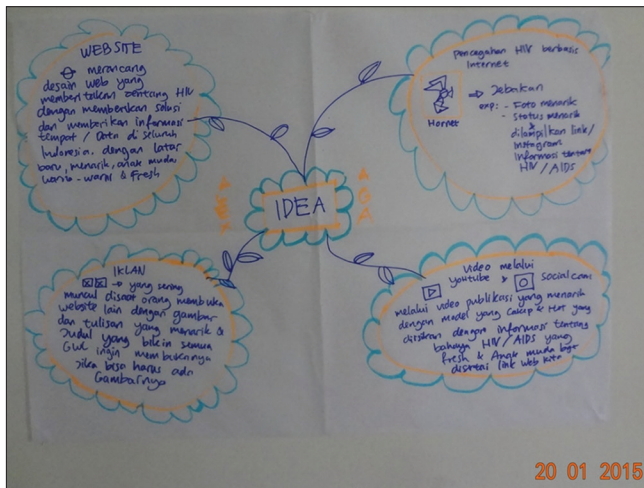 WEBSITE
merancang
desain web yang
memberitakan tentang HIV
dengan memberikan solusi
dan memberikan informasi
tempat / Data di seluruh
Indonesia. dengan latar
baru, menarik, anak muda,
warna-warni & Fresh
pencegahan HIV berbasis
Internet
Hornet
Jebakan
exp: - Foto menarik
- Status menarik
&
dilampilkan link/
Instagram
Informasi tentang
HIV / AIDS
IDEA
AGA
IKLAN
yang sering
muncul disaat orang membuka
website lain dengan gambar
dan tulisan yang menarik &
Judul yang bikin semua
GWL ingin membukanya
Jika bisa harus ada
Gambarnya
Video melalui
youtube & socialcam
melalui video publikasi yang menarik
dengan model yang Cakep & Hot yang
disisikan dengan informasi tentang
bahaya HIV/AIDS yang
fresh & Anak muda bgt
disertai link web kita
20 01 2015